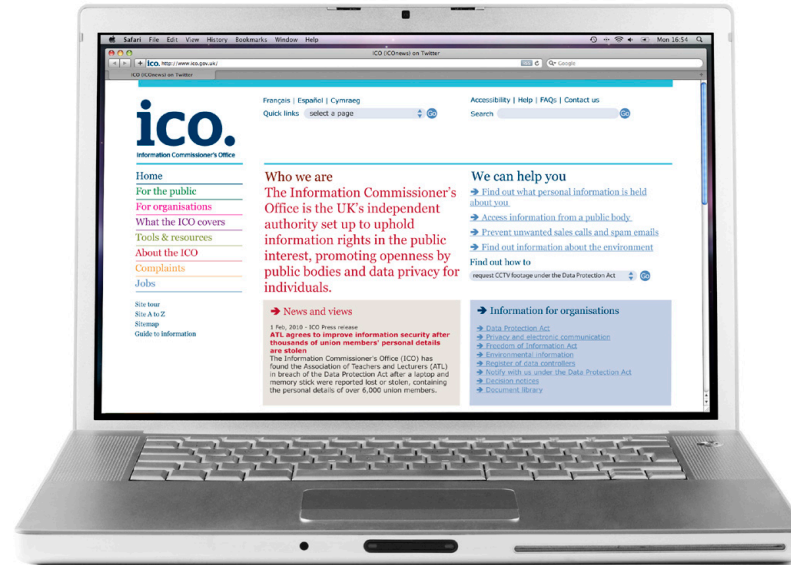 Safari File Edit View History Bookmarks Window Help
Mon 16:54
ICO (ICOnews) on Twitter
ico. http://www.ico.gov.uk/
Google
ICO (ICOnews) on Twitter
Français | Español | Cymraeg
Accessibility | Help | FAQs | Contact us
Quick links select a page Go
Search Go
ico.
Information Commissioner's Office
Home
For the public
For organisations
What the ICO covers
Tools & resources
About the ICO
Complaints
Jobs
Site tour
Site A to Z
Sitemap
Guide to information
Who we are
The Information Commissioner's
Office is the UK's independent
authority set up to uphold
information rights in the public
interest, promoting openness by
public bodies and data privacy for
individuals.
We can help you
Find out what personal information is held
about you
Access information from a public body
Prevent unwanted sales calls and spam emails
Find out information about the environment
Find out how to
request CCTV footage under the Data Protection Act Go
News and views
1 Feb, 2010 - ICO Press release
ATL agrees to improve information security after
thousands of union members' personal details
are stolen
The Information Commissioner's Office (ICO) has
found the Association of Teachers and Lecturers (ATL)
in breach of the Data Protection Act after a laptop and
memory stick were reported lost or stolen, containing
the personal details of over 6,000 union members.
Information for organisations
Data Protection Act
Privacy and electronic communication
Freedom of Information Act
Environmental information
Register of data controllers
Notify with us under the Data Protection Act
Decision notices
Document library